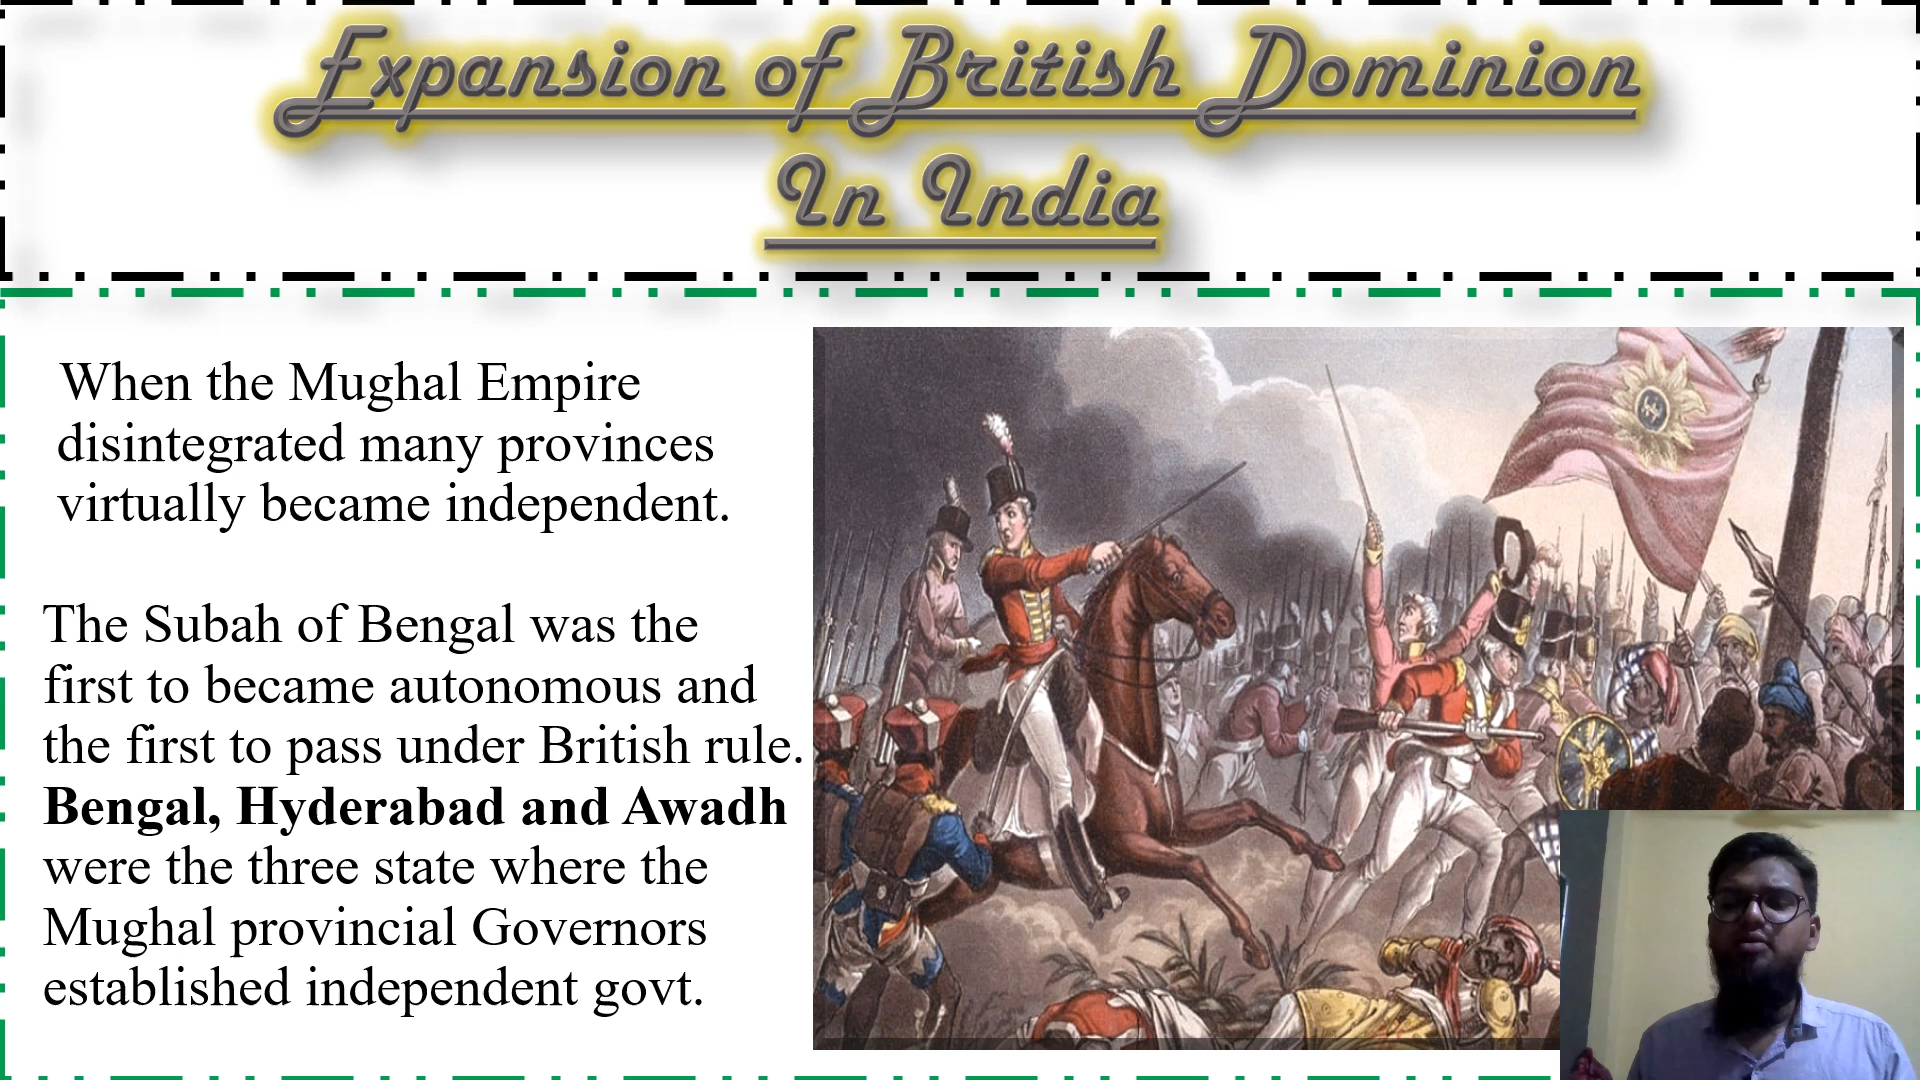 Expansion of British Dominion
In India
When the Mughal Empire
disintegrated many provinces
virtually became independent.
The Subah of Bengal was the
first to became autonomous and
the first to pass under British rule.
Bengal, Hyderabad and Awadh
were the three state where the
Mughal provincial Governors
established independent govt.